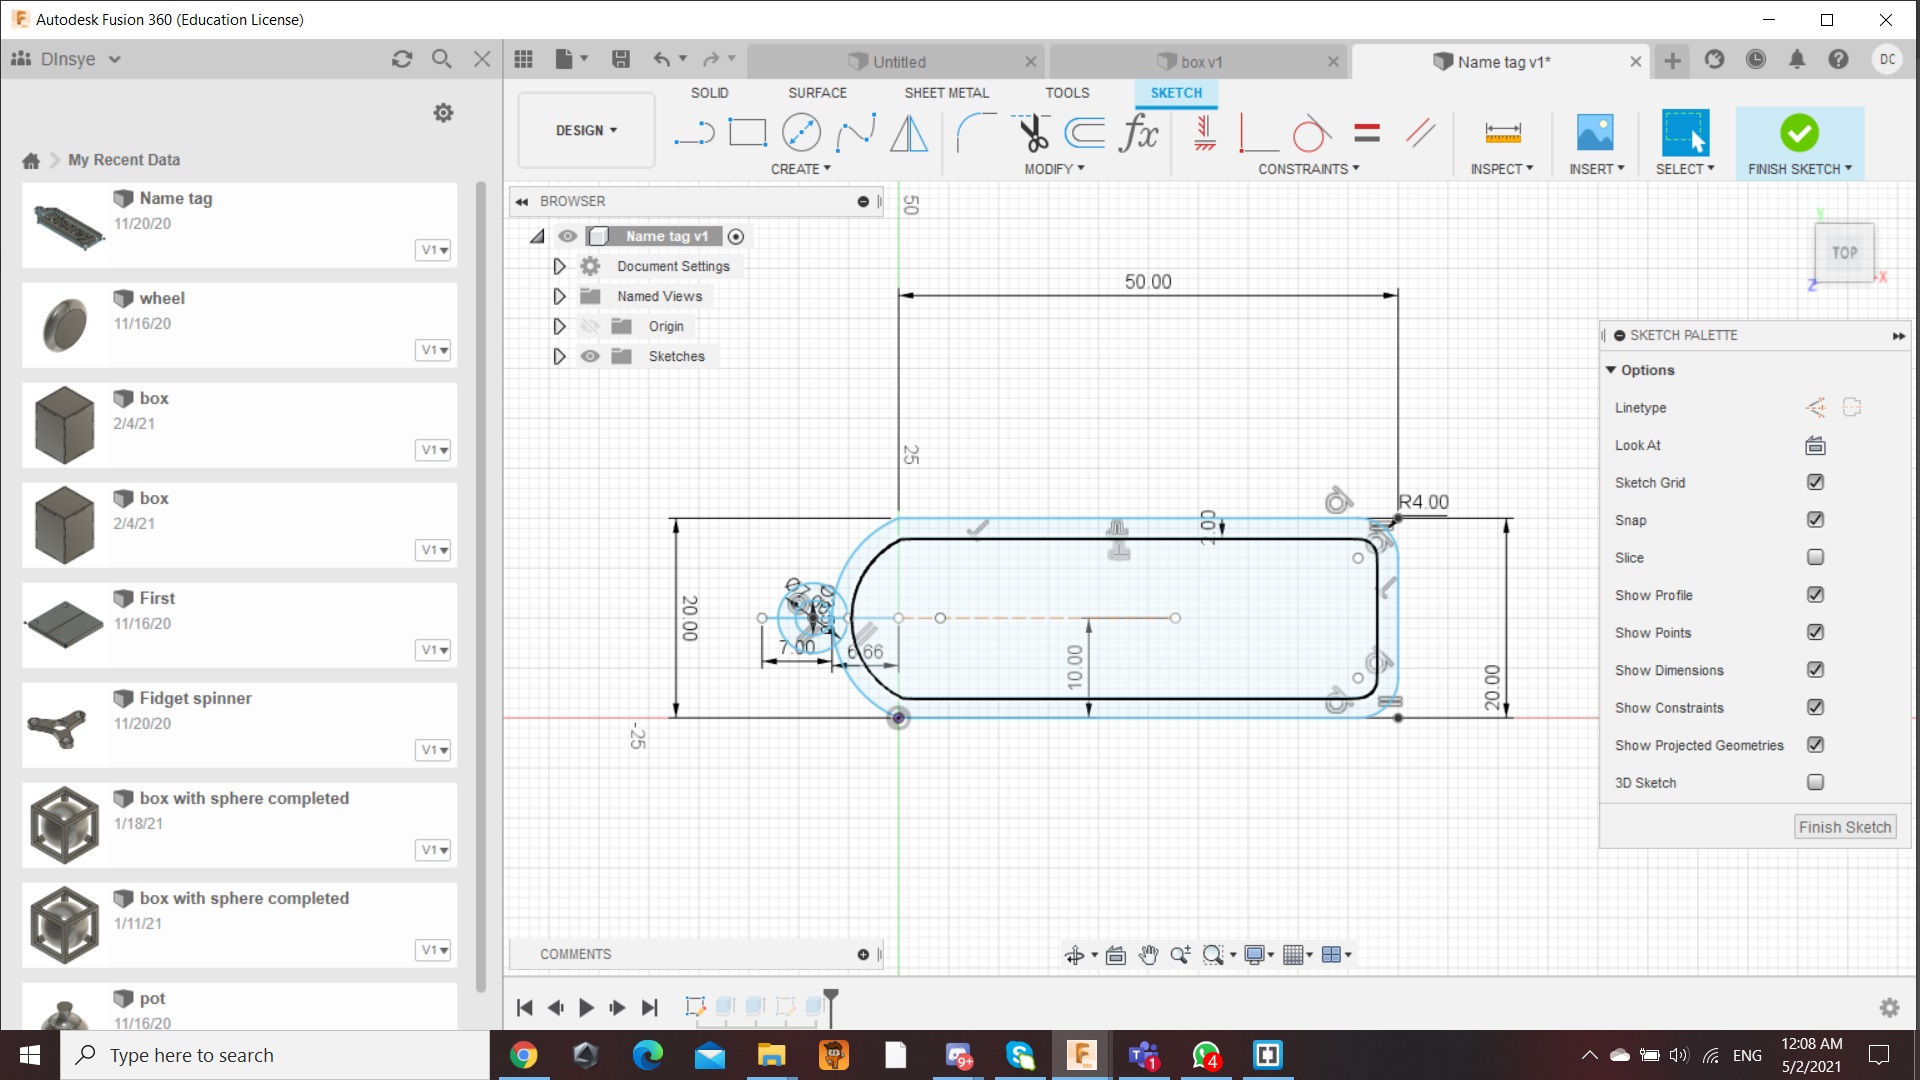 Autodesk Fusion 360 (Education License)
DInsye
Untitled
box v1
Name tag v1*
DC
SOLID
SURFACE
SHEET METAL
TOOLS
SKETCH
DESIGN
CREATE
MODIFY
CONSTRAINTS
INSPECT
INSERT
SELECT
FINISH SKETCH
fx
My Recent Data
Name tag
11/20/20
V1
wheel
11/16/20
V1
box
2/4/21
V1
box
2/4/21
V1
First
11/16/20
V1
Fidget spinner
11/20/20
V1
box with sphere completed
1/18/21
V1
box with sphere completed
1/11/21
V1
pot
11/16/20
BROWSER
Name tag v1
Document Settings
Named Views
Origin
Sketches
50
50.00
25
R4.00
2.00
20.00
7.00
6.66
10.00
20.00
-25
TOP
Y
X
Z
SKETCH PALETTE
Options
Linetype
Look At
Sketch Grid
Snap
Slice
Show Profile
Show Points
Show Dimensions
Show Constraints
Show Projected Geometries
3D Sketch
Finish Sketch
COMMENTS
Type here to search
9+
1
4
ENG
12:08 AM
5/2/2021